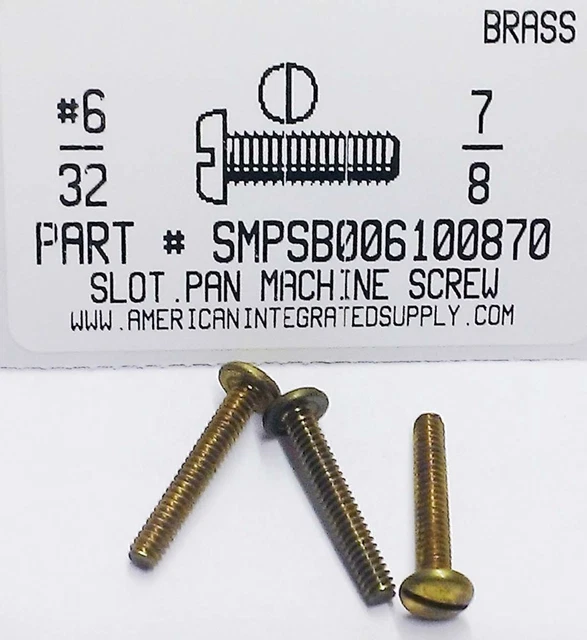 BRASS
#6
32
7
8
PART # SMPSB006100870
SLOT.PAN MACHINE SCREW
WWW.AMERICANINTEGRATEDSUPPLY.COM